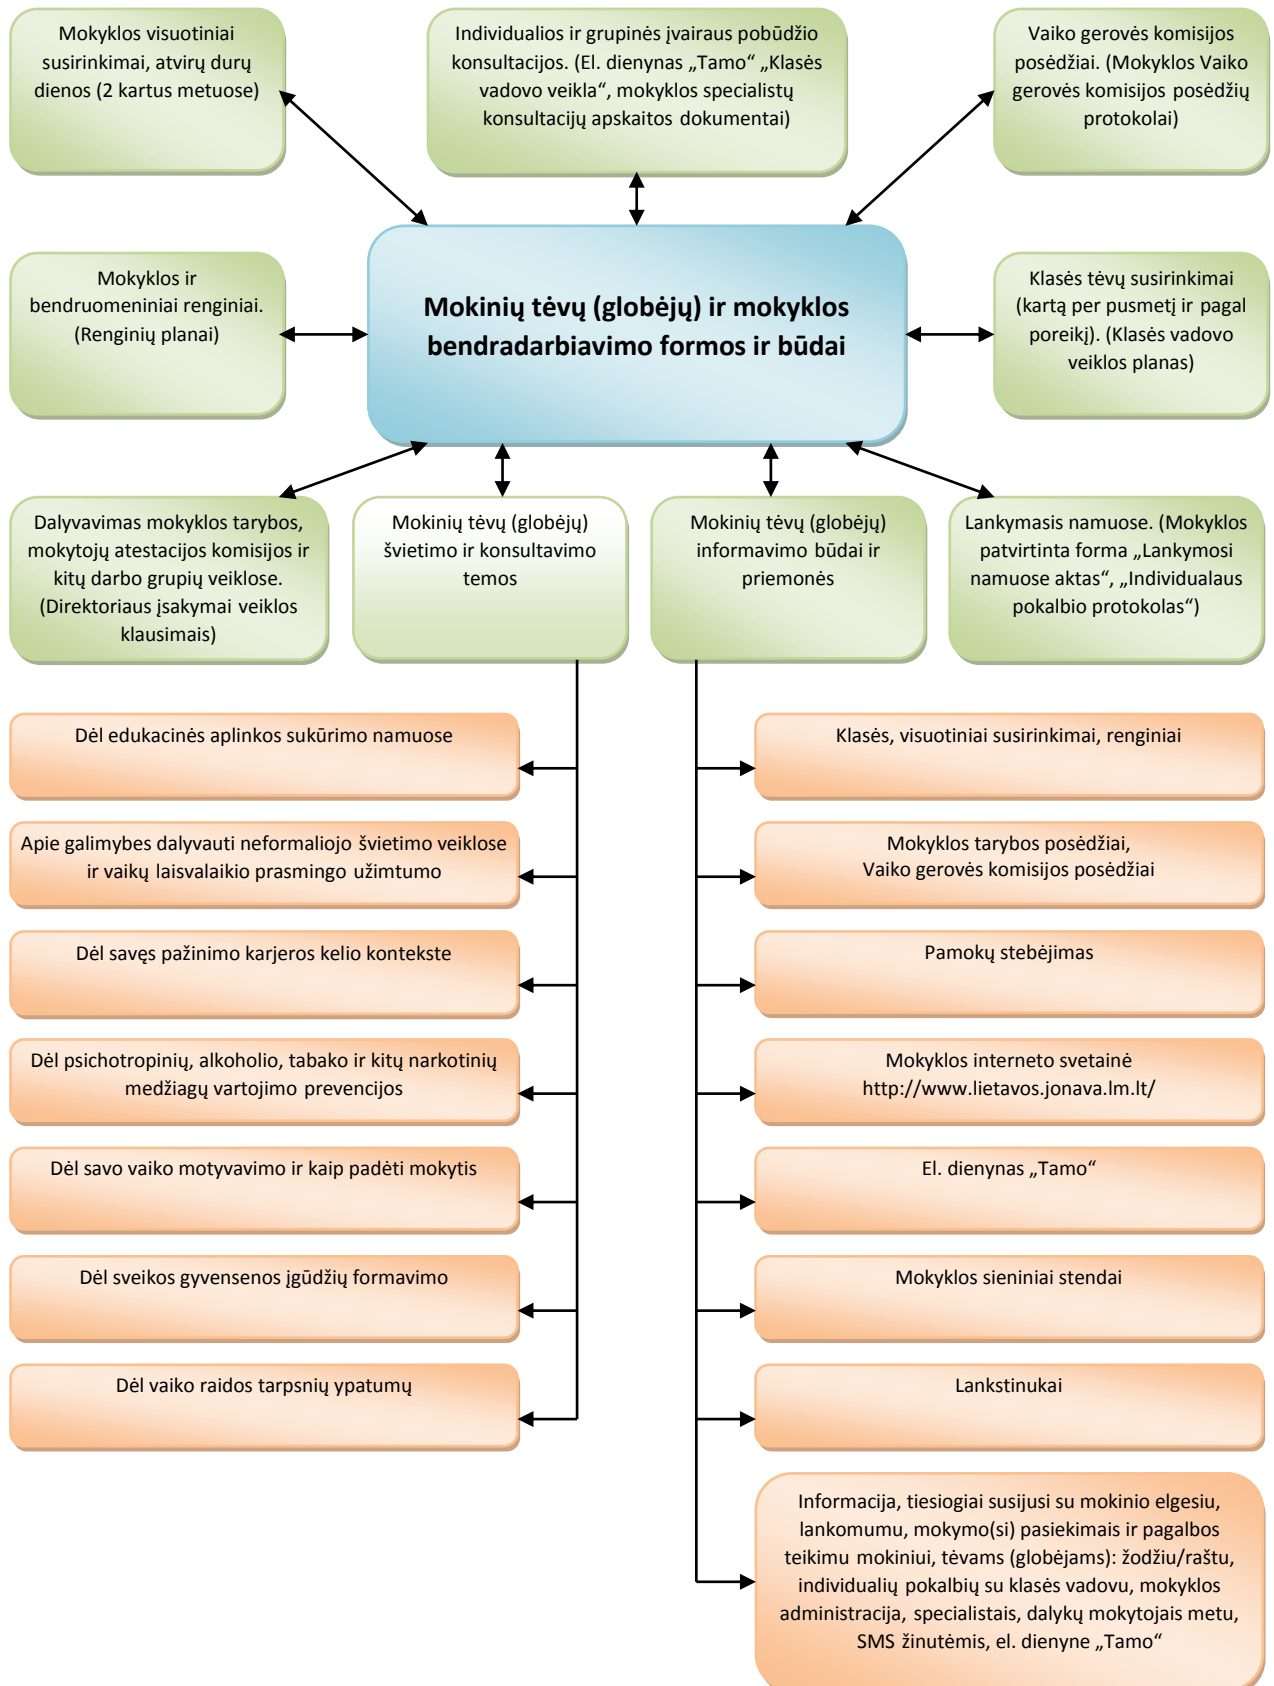 Mokyklos visuotiniai
susirinkimai, atvirų durų
dienos (2 kartus metuose)
Individualios ir grupinės įvairaus pobūdžio
konsultacijos. (El. dienynas „Tamo“ „Klasės
vadovo veikla“, mokyklos specialistų
konsultacijų apskaitos dokumentai)
Vaiko gerovės komisijos
posėdžiai. (Mokyklos Vaiko
gerovės komisijos posėdžių
protokolai)
Mokyklos ir
bendruomeniniai renginiai.
(Renginių planai)
Mokinių tėvų (globėjų) ir mokyklos
bendradarbiavimo formos ir būdai
Klasės tėvų susirinkimai
(kartą per pusmetį ir pagal
poreikį). (Klasės vadovo
veiklos planas)
Dalyvavimas mokyklos tarybos,
mokytojų atestacijos komisijos ir
kitų darbo grupių veiklose.
(Direktoriaus įsakymai veiklos
klausimais)
Mokinių tėvų (globėjų)
švietimo ir konsultavimo
temos
Mokinių tėvų (globėjų)
informavimo būdai ir
priemonės
Lankymasis namuose. (Mokyklos
patvirtinta forma „Lankymosi
namuose aktas“, „Individualaus
pokalbio protokolas“)
Dėl edukacinės aplinkos sukūrimo namuose
Apie galimybes dalyvauti neformaliojo švietimo veiklose
ir vaikų laisvalaikio prasmingo užimtumo
Dėl savęs pažinimo karjeros kelio kontekste
Dėl psichotropinių, alkoholio, tabako ir kitų narkotinių
medžiagų vartojimo prevencijos
Dėl savo vaiko motyvavimo ir kaip padėti mokytis
Dėl sveikos gyvensenos įgūdžių formavimo
Dėl vaiko raidos tarpsnių ypatumų
Klasės, visuotiniai susirinkimai, renginiai
Mokyklos tarybos posėdžiai,
Vaiko gerovės komisijos posėdžiai
Pamokų stebėjimas
Mokyklos interneto svetainė
http://www.lietavos.jonava.lm.lt/
El. dienynas „Tamo“
Mokyklos sieniniai stendai
Lankstinukai
Informacija, tiesiogiai susijusi su mokinio elgesiu,
lankomumu, mokymo(si) pasiekimais ir pagalbos
teikimu mokiniui, tėvams (globėjams): žodžiu/raštu,
individualių pokalbių su klasės vadovu, mokyklos
administracija, specialistais, dalykų mokytojais metu,
SMS žinutėmis, el. dienyne „Tamo“